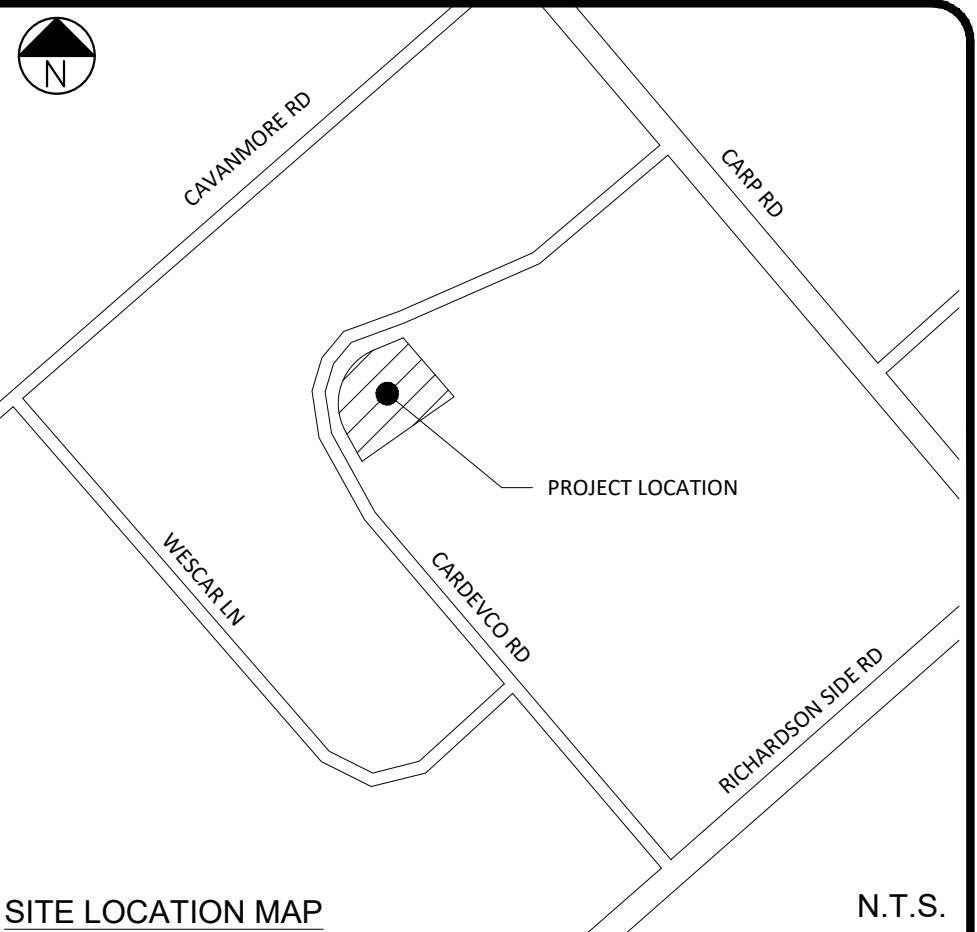 N
CAVANMORE RD
CARP RD
PROJECT LOCATION
WESCAR LN
CARDEVCO RD
RICHARDSON SIDE RD
SITE LOCATION MAP
N.T.S.